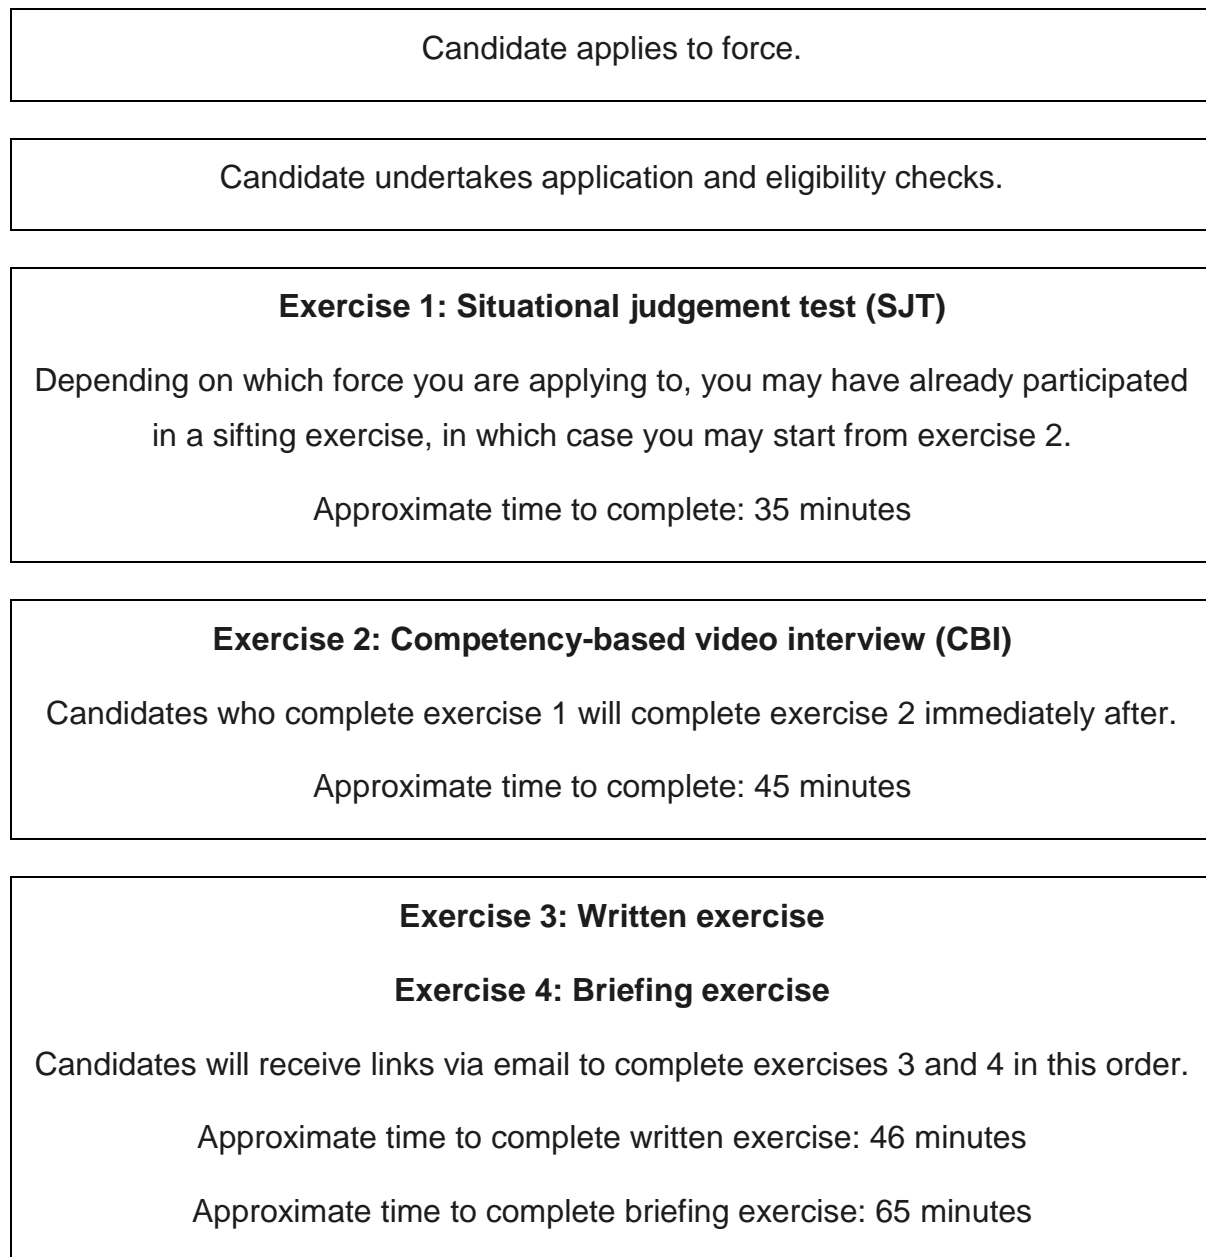 Candidate applies to force.
Candidate undertakes application and eligibility checks.
Exercise 1: Situational judgement test (SJT)
Depending on which force you are applying to, you may have already participated
in a sifting exercise, in which case you may start from exercise 2.
Approximate time to complete: 35 minutes
Exercise 2: Competency-based video interview (CBI)
Candidates who complete exercise 1 will complete exercise 2 immediately after.
Approximate time to complete: 45 minutes
Exercise 3: Written exercise
Exercise 4: Briefing exercise
Candidates will receive links via email to complete exercises 3 and 4 in this order.
Approximate time to complete written exercise: 46 minutes
Approximate time to complete briefing exercise: 65 minutes